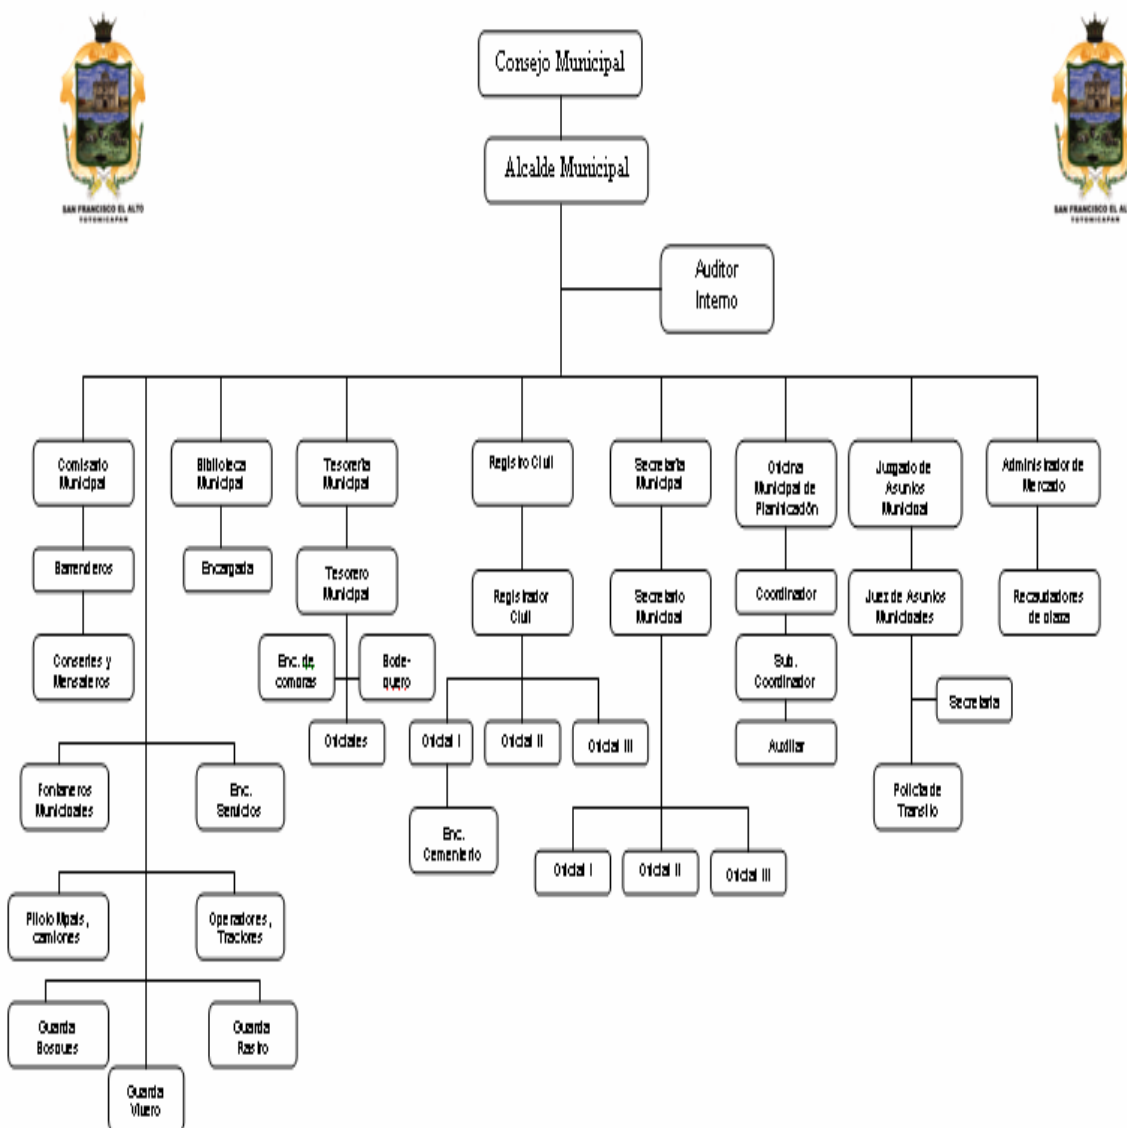 Consejo Municipal
Alcalde Municipal
SAN FRANCISCO EL ALTO
TOTONICAPAN
SAN FRANCISCO EL AL
TOTONICAPAN
Auditor
Interno
Comisario
Municipal
Biblioteca
Municipal
Tesorería
Municipal
Registro Civil
Secretaría
Municipal
Oficina
Municipal de
Planificación
Juzgado de
Asuntos
Municipal
Administrador de
Mercado
Barrenderos
Encargada
Tesorero
Municipal
Registrador
Civil
Secretario
Municipal
Coordinador
Juez de Asuntos
Municipales
Recaudadores
de plaza
Conserjes y
Mensajeros
Enc. de
compras
Bode-
guero
Sub.
Coordinador
Secretaria
Oficiales
Oficial I
Oficial II
Oficial III
Auxiliar
Fontaneros
Municipales
Enc.
Servicios
Policía de
Transito
Enc.
Cementerio
Oficial I
Oficial II
Oficial III
Piloto Mpals,
camiones
Operadores,
Tractores
Guarda
Bosques
Guarda
Rastro
Guarda
Vivero